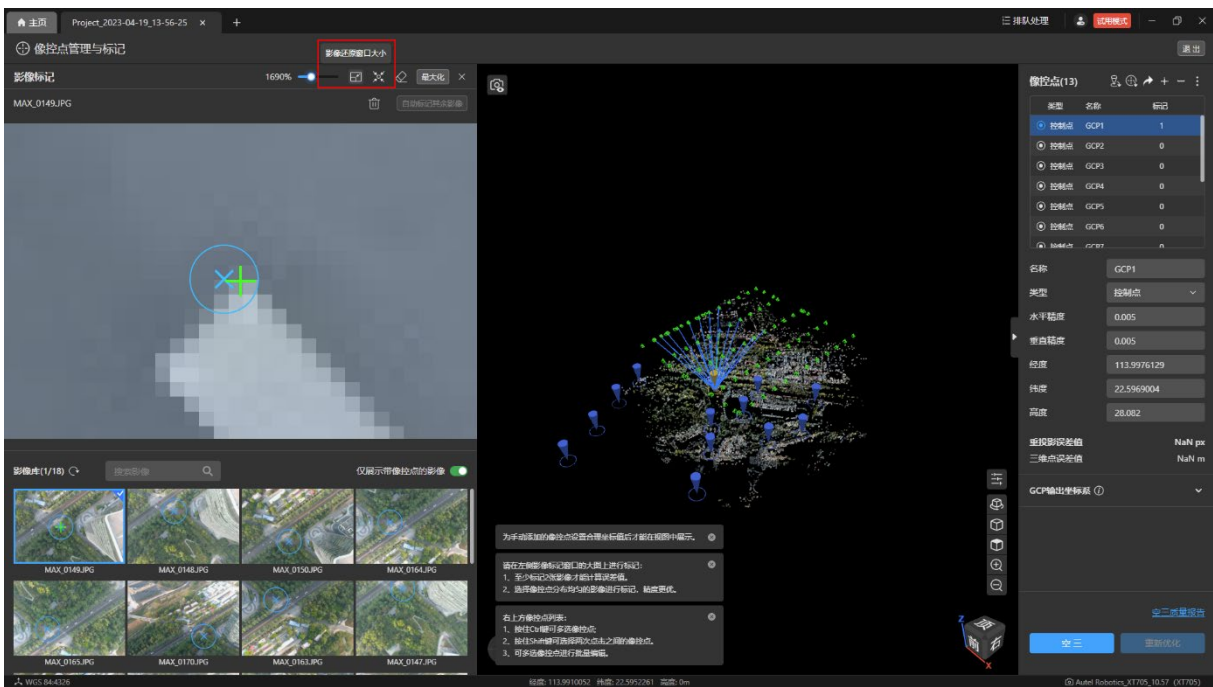 主页 Project_2023-04-19_13-56-25 × + 排队处理 试用模式
像控点管理与标记 退出
影像还原窗口大小
影像标记 1690% 最大化 ×
MAX_0149.JPG 自动标记其余影像
影像库(1/18) 搜索影像 仅展示带像控点的影像
MAX_0149.JPG MAX_0148.JPG MAX_0150.JPG MAX_0164.JPG
MAX_0165.JPG MAX_0170.JPG MAX_0163.JPG MAX_0147.JPG
为手动添加的像控点设置合理坐标值后才能在视图中展示。
请在左侧影像标记窗口的大图上进行标记:
1、至少标记2张影像才能计算误差值。
2、选择像控点分布均匀的影像进行标记，精度更优。
右上方像控点列表:
1、按住Ctrl键可多选像控点;
2、按住Shift键可选择两次点击之间的像控点。
3、可多选像控点进行批量编辑。
Z
前 右
X
像控点(13)
类型 名称 标记
控制点 GCP1 1
控制点 GCP2 0
控制点 GCP3 0
控制点 GCP4 0
控制点 GCP5 0
控制点 GCP6 0
控制点 GCP7 0
名称 GCP1
类型 控制点
水平精度 0.005
垂直精度 0.005
经度 113.9976129
纬度 22.5969004
高度 28.082
重投影误差值 NaN px
三维点误差值 NaN m
GCP输出坐标系
空三质量报告
空三 重新优化
WGS 84:4326 经度: 113.9910052 纬度: 22.5952261 高度: 0m Autel Robotics_XT705_10.57 (XT705)